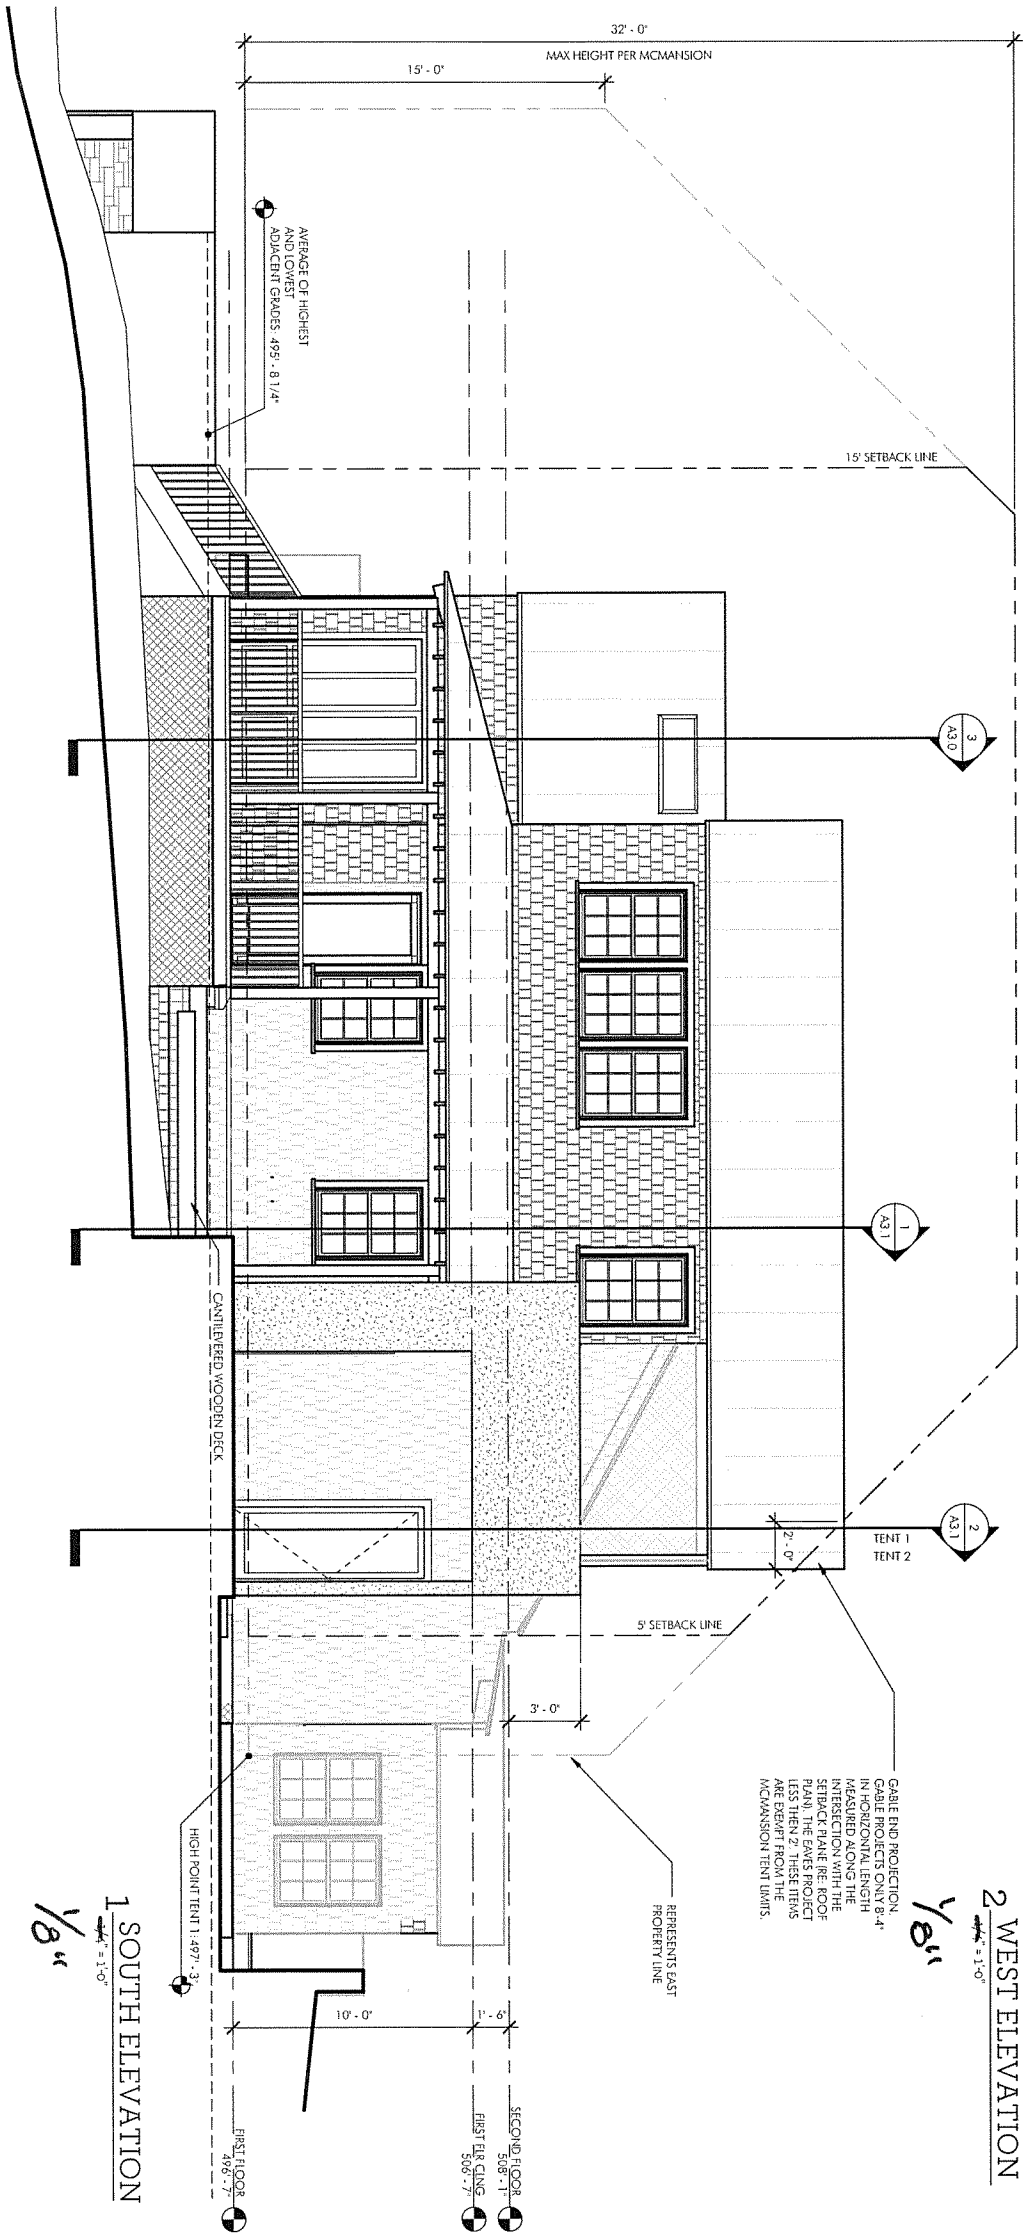 32' - 0"
MAX HEIGHT PER MCMANSION
15' - 0"
AVERAGE OF HIGHEST
AND LOWEST
ADJACENT GRADES: 495' - 8 1/4"
15' SETBACK LINE
3
A3.0
1
A3.1
2
A3.1
TENT 1
TENT 2
2' - 0"
CANTILEVERED WOODEN DECK
5' SETBACK LINE
3' - 0"
GABLE END PROJECTION.
GABLE PROJECTS ONLY 8'-4"
IN HORIZONTAL LENGTH
MEASURED ALONG THE
INTERSECTION WITH THE
SETBACK PLANE (RE: ROOF
PLAN). THE EAVES PROJECT
LESS THEN 2'. THESE ITEMS
ARE EXEMPT FROM THE
MCMANSION TENT LIMITS.
REPRESENTS EAST
PROPERTY LINE
HIGH POINT TENT 1: 497' - 3"
10' - 0"
1' - 6"
SECOND FLOOR
508' - 1"
FIRST FLR CLNG
506' - 7"
FIRST FLOOR
496' - 7"
2 WEST ELEVATION
" = 1'-0"
1/8"
1 SOUTH ELEVATION
" = 1'-0"
1/8"